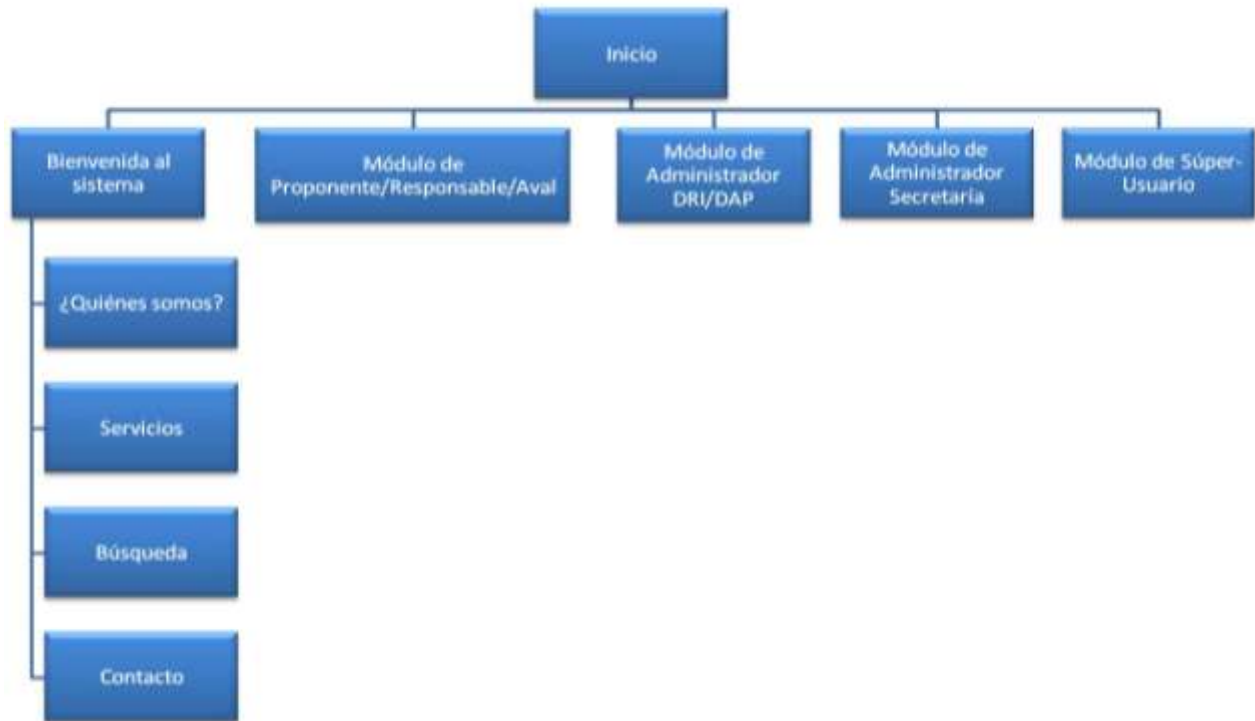 Inicio
Bienvenida al
sistema
Módulo de
Proponente/Responsable/Aval
Módulo de
Administrador
DRI/DAP
Módulo de
Administrador
Secretaría
Módulo de Súper-
Usuario
¿Quiénes somos?
Servicios
Búsqueda
Contacto